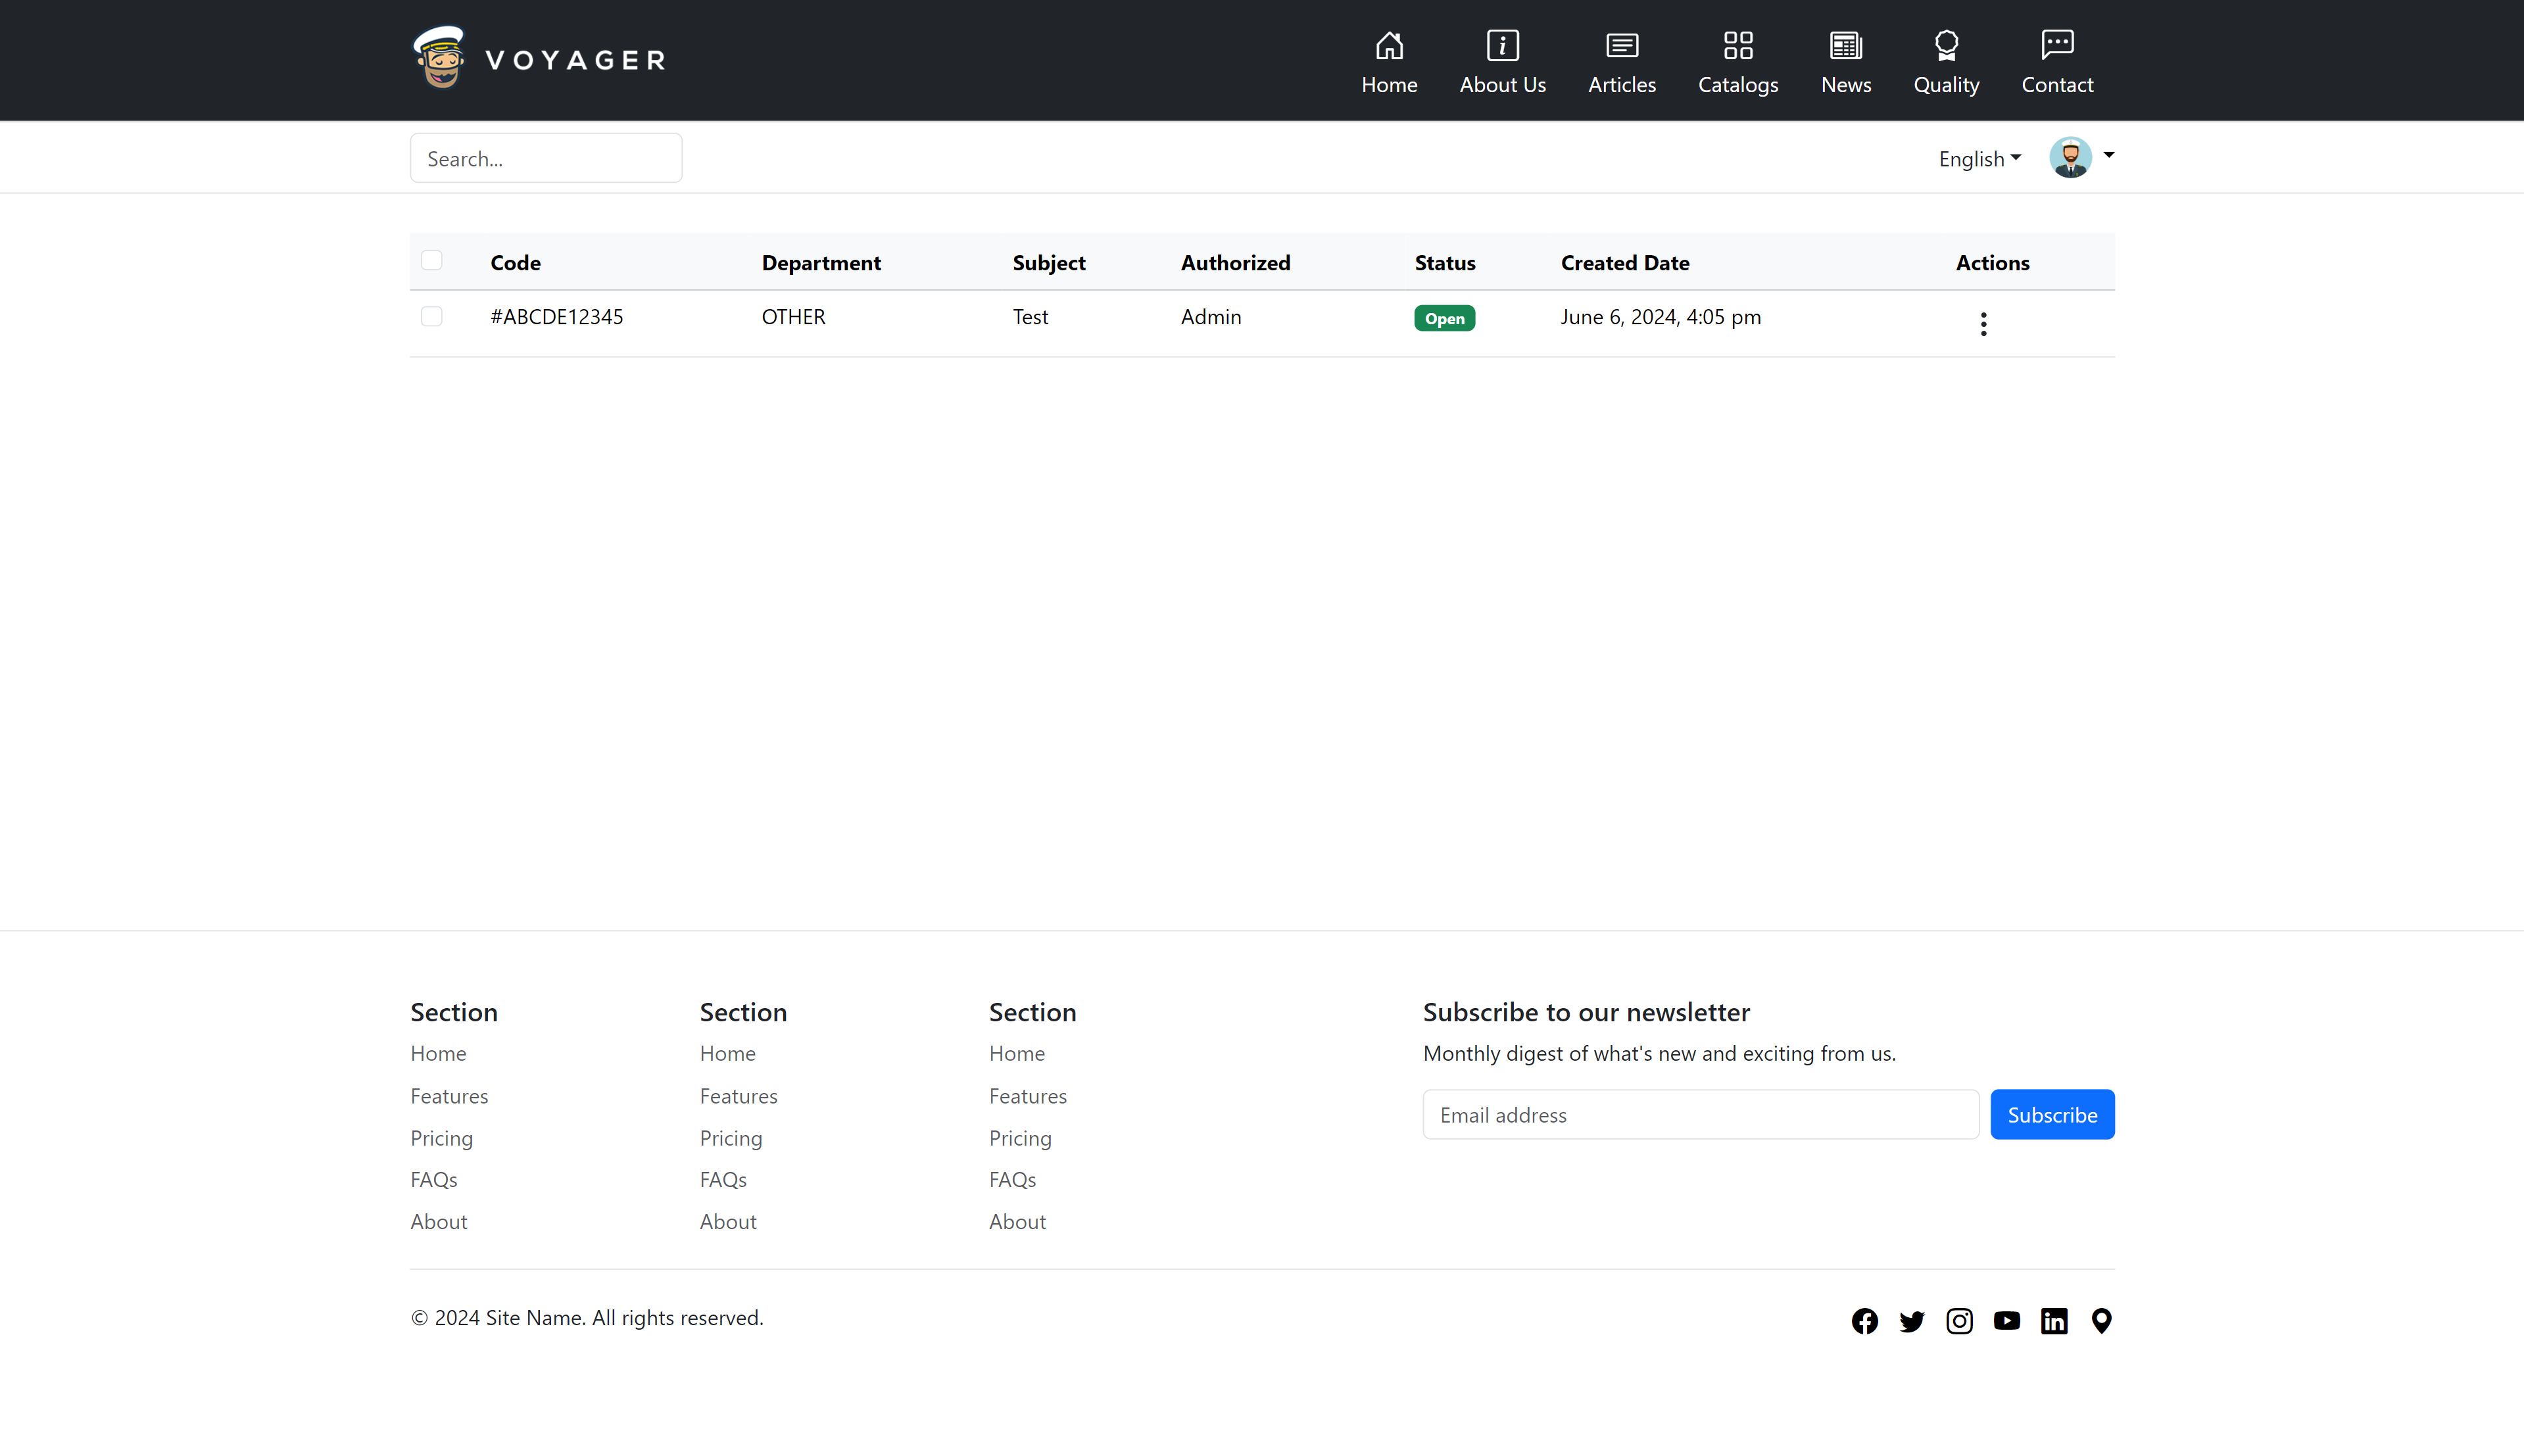 VOYAGER
Home About Us Articles Catalogs News Quality Contact
Search... English
Code Department Subject Authorized Status Created Date Actions
#ABCDE12345 OTHER Test Admin Open June 6, 2024, 4:05 pm
Section Section Section Subscribe to our newsletter
Home Home Home Monthly digest of what's new and exciting from us.
Features Features Features
Email address Subscribe
Pricing Pricing Pricing
FAQs FAQs FAQs
About About About
© 2024 Site Name. All rights reserved.